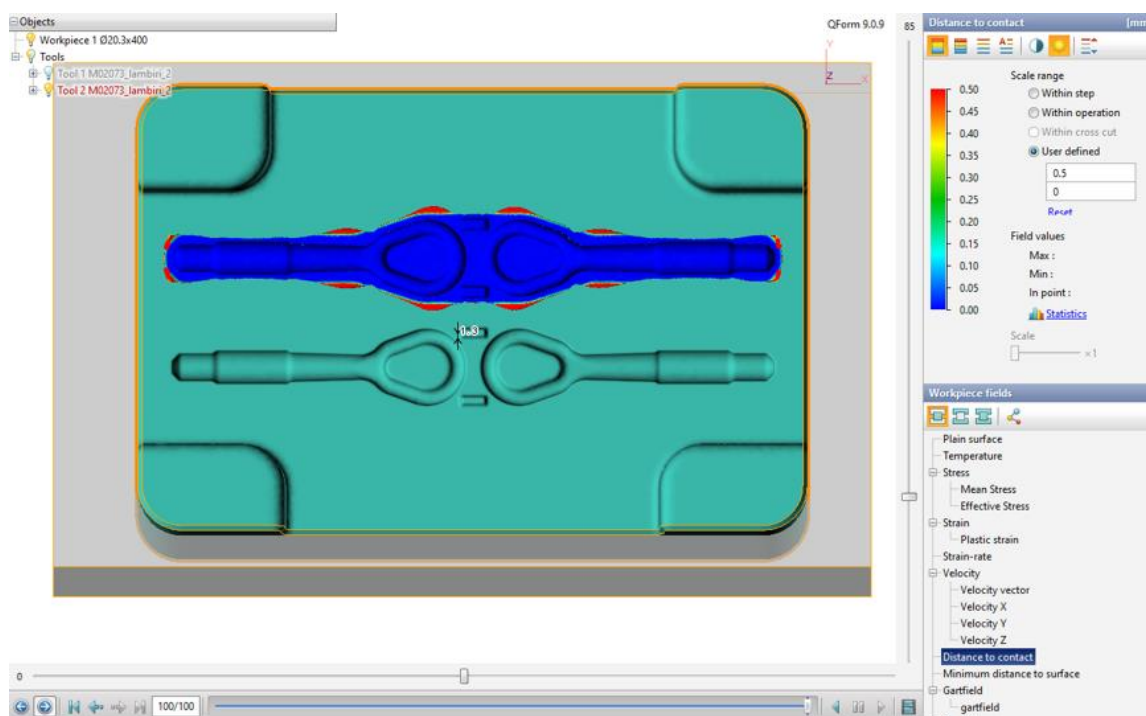 Objects
Workpiece 1 Ø20.3x400
Tools
Tool 1 M02073_lambiri_2
Tool 2 M02073_lambiri_2
QForm 9.0.9
85
Y
Z
X
1.3
0
100/100
Distance to contact [mm
0.50
0.45
0.40
0.35
0.30
0.25
0.20
0.15
0.10
0.05
0.00
Scale range
Within step
Within operation
Within cross cut
User defined
0.5
0
Reset
Field values
Max :
Min :
In point :
Statistics
Scale
×1
Workpiece fields
Plain surface
Temperature
Stress
Mean Stress
Effective Stress
Strain
Plastic strain
Strain-rate
Velocity
Velocity vector
Velocity X
Velocity Y
Velocity Z
Distance to contact
Minimum distance to surface
Gartfield
gartfield